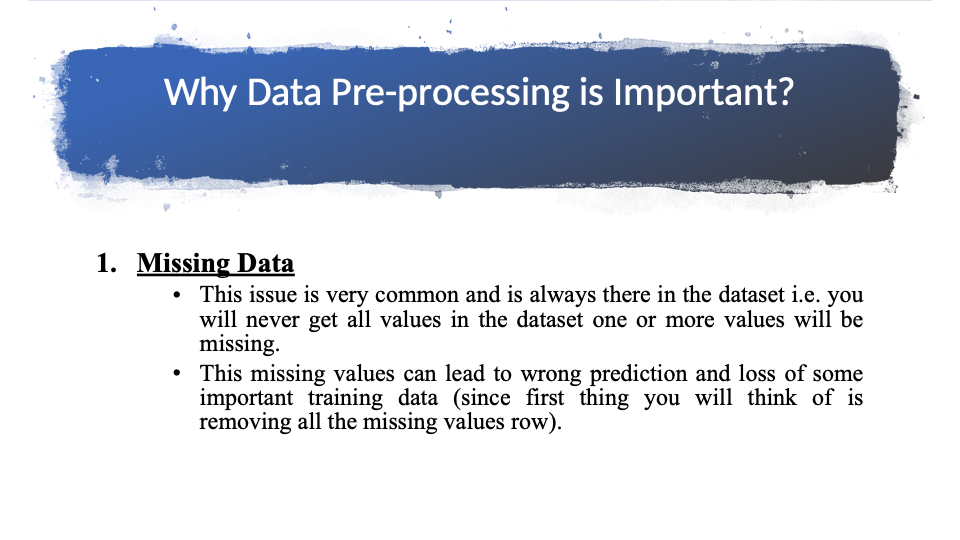 Why Data Pre-processing is Important?
1. Missing Data
• This issue is very common and is always there in the dataset i.e. you
will never get all values in the dataset one or more values will be
missing.
• This missing values can lead to wrong prediction and loss of some
important training data (since first thing you will think of is
removing all the missing values row).